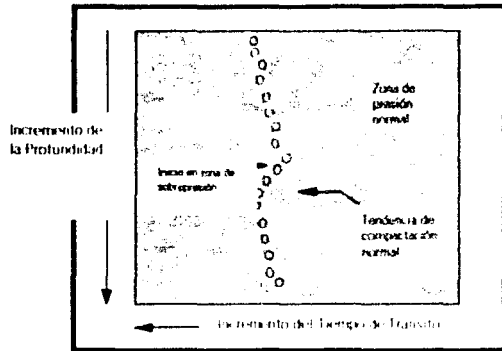 Zona de
presión
normal
Incremento de
la Profundidad
Inicio en zona de
sobrepresión
Tendencia de
compactación
normal
Incremento del Tiempo de Tránsito